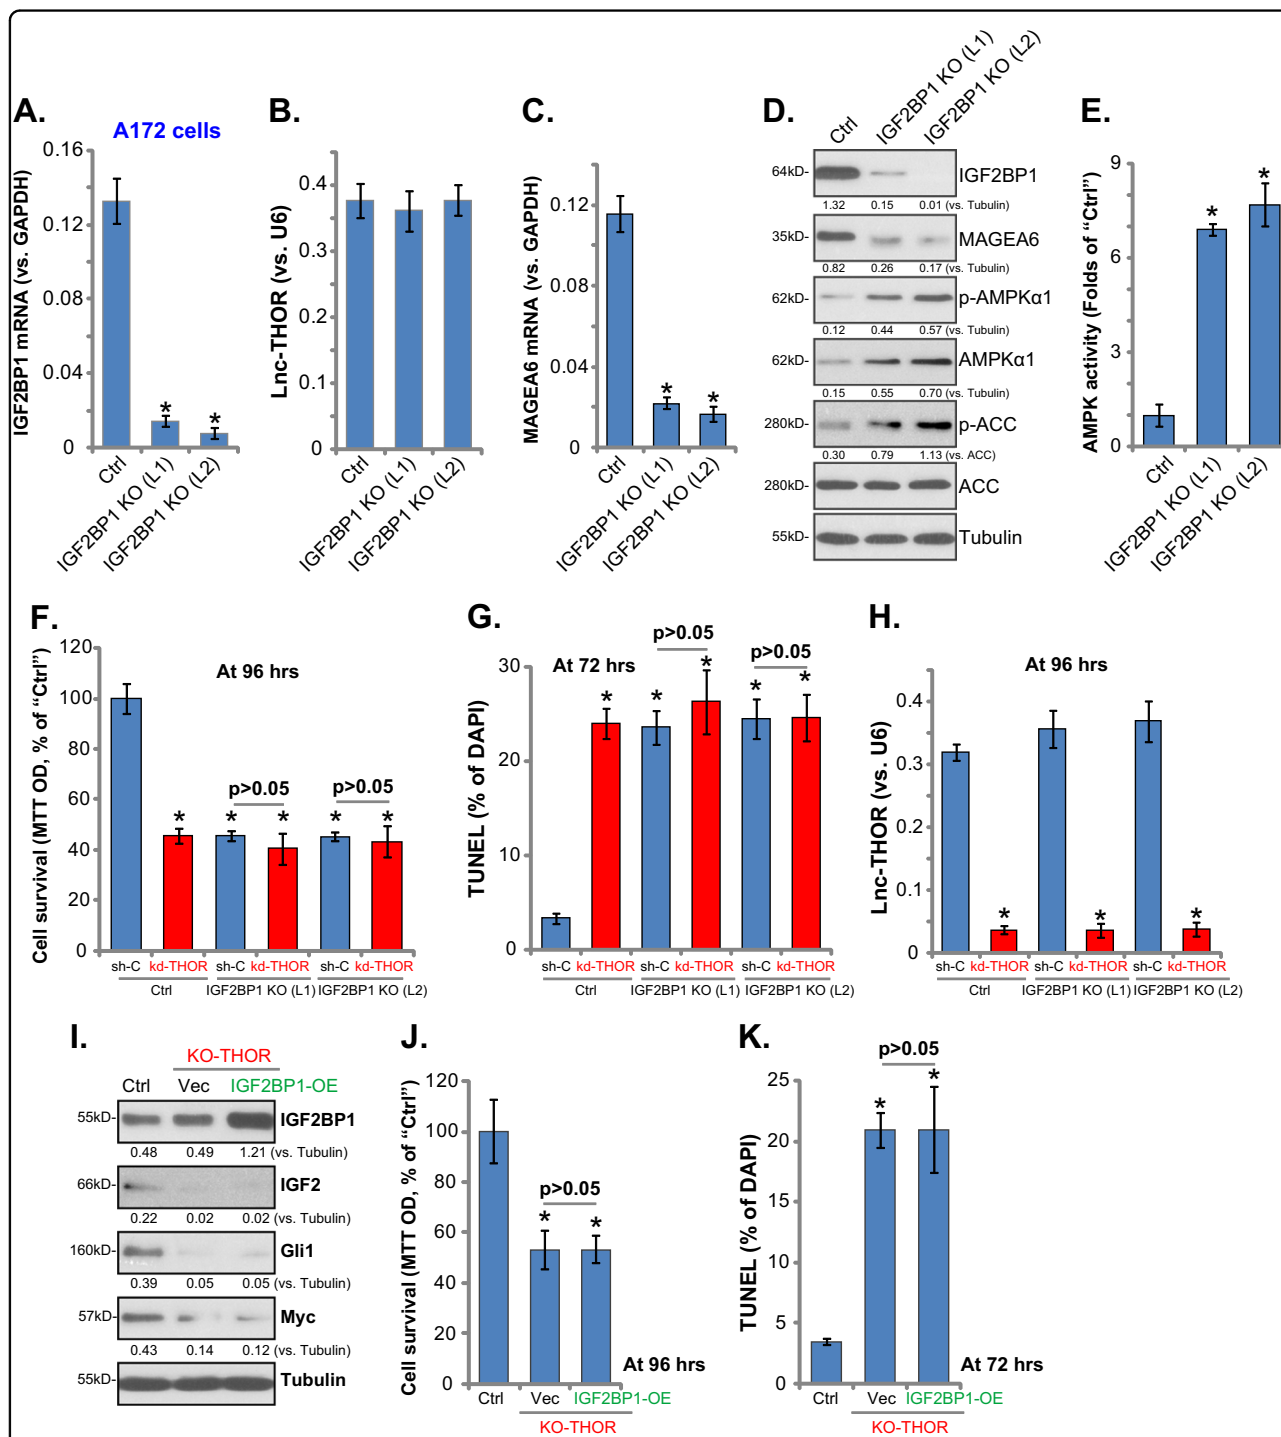 A.
A172 cells
IGF2BP1 mRNA (vs. GAPDH)
0.16
0.12
0.08
0.04
0
*
*
Ctrl
IGF2BP1 KO (L1)
IGF2BP1 KO (L2)
B.
Lnc-THOR (vs. U6)
0.4
0.3
0.2
0.1
0
Ctrl
IGF2BP1 KO (L1)
IGF2BP1 KO (L2)
C.
MAGEA6 mRNA (vs. GAPDH)
0.12
0.08
0.04
0
*
*
Ctrl
IGF2BP1 KO (L1)
IGF2BP1 KO (L2)
D.
Ctrl
IGF2BP1 KO (L1)
IGF2BP1 KO (L2)
64kD- IGF2BP1
1.32 0.15 0.01 (vs. Tubulin)
35kD- MAGEA6
0.82 0.26 0.17 (vs. Tubulin)
62kD- p-AMPKα1
0.12 0.44 0.57 (vs. Tubulin)
62kD- AMPKα1
0.15 0.55 0.70 (vs. Tubulin)
280kD- p-ACC
0.30 0.79 1.13 (vs. ACC)
280kD- ACC
55kD- Tubulin
E.
AMPK activity (Folds of “Ctrl”)
9
6
3
0
*
*
Ctrl
IGF2BP1 KO (L1)
IGF2BP1 KO (L2)
F.
Cell survival (MTT OD, % of “Ctrl”)
At 96 hrs
120
100
80
60
40
20
0
p>0.05
p>0.05
* * * * *
sh-C kd-THOR sh-C kd-THOR sh-C kd-THOR
Ctrl IGF2BP1 KO (L1) IGF2BP1 KO (L2)
G.
TUNEL (% of DAPI)
At 72 hrs
30
20
10
0
p>0.05
p>0.05
* * * * *
sh-C kd-THOR sh-C kd-THOR sh-C kd-THOR
Ctrl IGF2BP1 KO (L1) IGF2BP1 KO (L2)
H.
Lnc-THOR (vs. U6)
At 96 hrs
0.4
0.3
0.2
0.1
0
* * *
sh-C kd-THOR sh-C kd-THOR sh-C kd-THOR
Ctrl IGF2BP1 KO (L1) IGF2BP1 KO (L2)
I.
KO-THOR
Ctrl Vec IGF2BP1-OE
55kD- IGF2BP1
0.48 0.49 1.21 (vs. Tubulin)
66kD- IGF2
0.22 0.02 0.02 (vs. Tubulin)
160kD- Gli1
0.39 0.05 0.05 (vs. Tubulin)
57kD- Myc
0.43 0.14 0.12 (vs. Tubulin)
55kD- Tubulin
J.
Cell survival (MTT OD, % of “Ctrl”)
120
100
80
60
40
20
0
p>0.05
* *
At 96 hrs
Ctrl Vec IGF2BP1-OE
KO-THOR
K.
TUNEL (% of DAPI)
25
20
15
10
5
0
p>0.05
* *
At 72 hrs
Ctrl Vec IGF2BP1-OE
KO-THOR